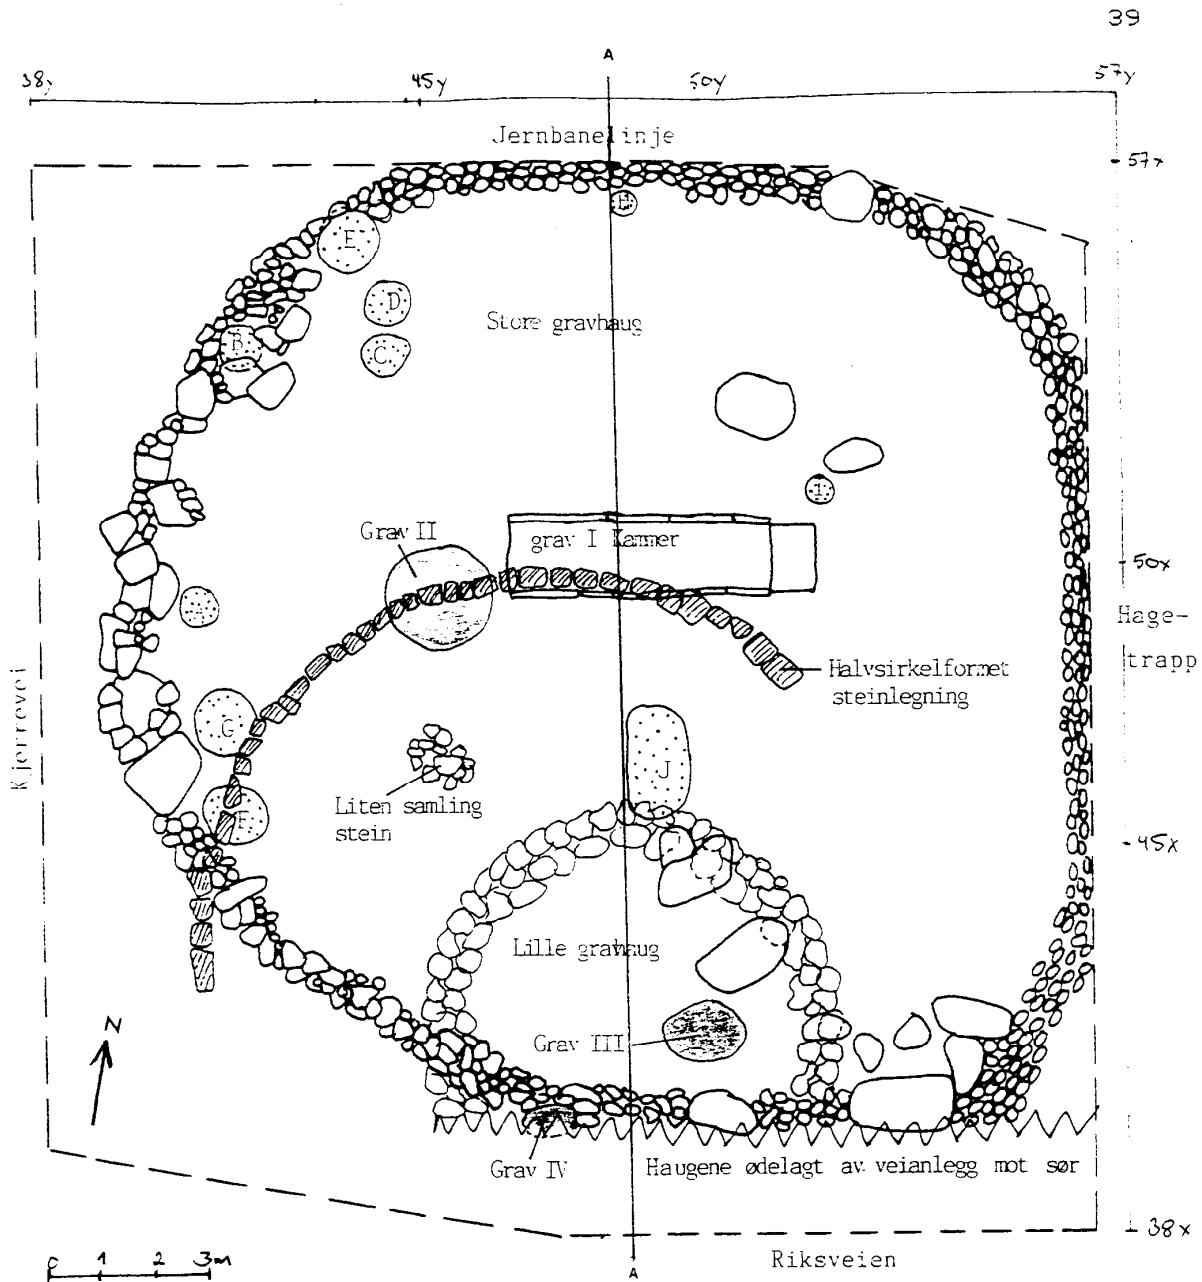 39
A
38y 45y 50y 57y
Jernbanelinje
57x
H
E
D
Store gravhaug
B
C
I
Grav II
grav I Kammer
50x
Hage-
trapp
Halvsirkelformet
steinlegning
Kjerrevei
G
J
Liten samling
stein
F
45x
Lille gravhaug
N
Grav III
Grav IV
Haugene ødelagt av veianlegg mot sør
38x
0 1 2 3m
Riksveien
A